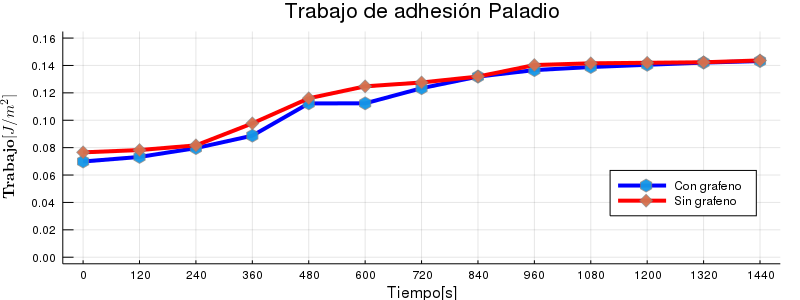 Trabajo de adhesión Paladio
Trabajo[J/m²]
0.16
0.14
0.12
0.10
0.08
0.06
0.04
0.02
0.00
Con grafeno
Sin grafeno
0 120 240 360 480 600 720 840 960 1080 1200 1320 1440
Tiempo[s]